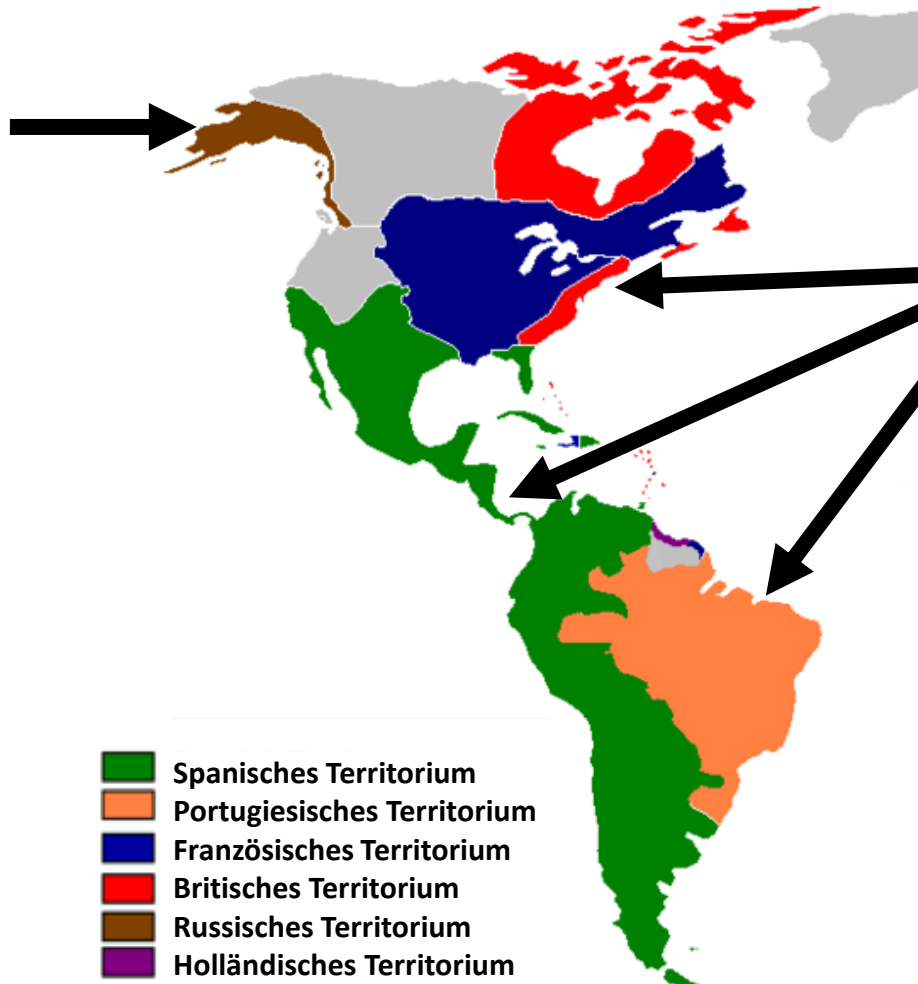 Spanisches Territorium
Portugiesisches Territorium
Französisches Territorium
Britisches Territorium
Russisches Territorium
Holländisches Territorium